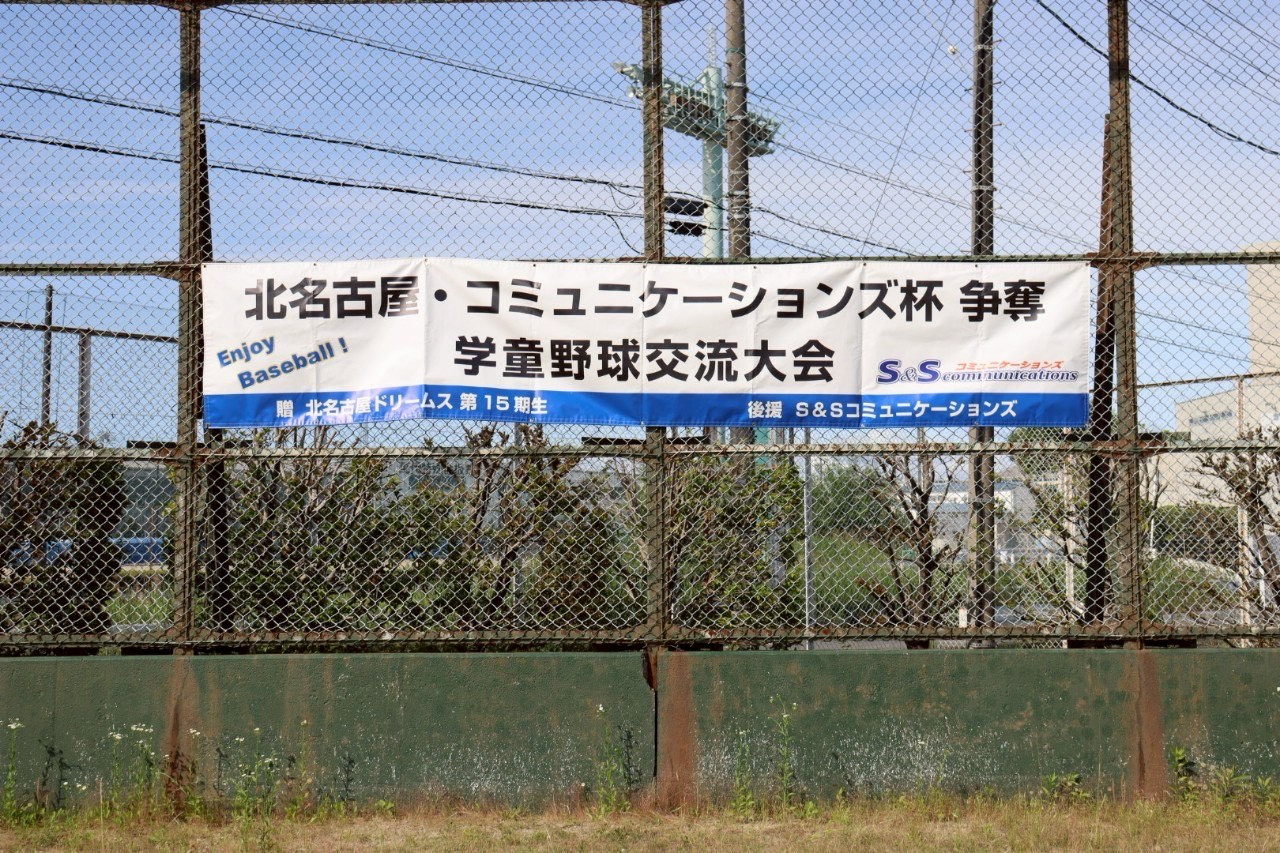 北名古屋・コミュニケーションズ杯 争奪
Enjoy
Baseball !
学童野球交流大会
コミュニケーションズ
S&S communications
贈 北名古屋ドリームス 第15期生
後援 S&Sコミュニケーションズ